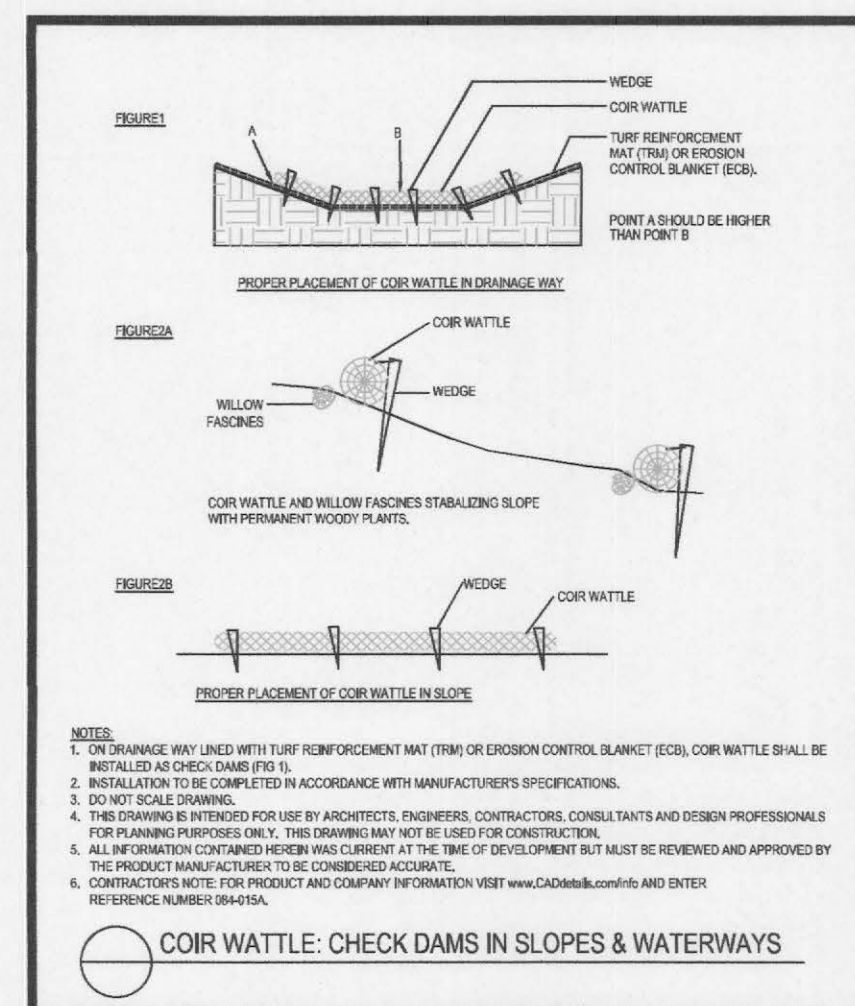 FIGURE1
A
B
WEDGE
COIR WATTLE
TURF REINFORCEMENT
MAT (TRM) OR EROSION
CONTROL BLANKET (ECB).
POINT A SHOULD BE HIGHER
THAN POINT B
PROPER PLACEMENT OF COIR WATTLE IN DRAINAGE WAY
FIGURE2A
COIR WATTLE
WEDGE
WILLOW
FASCINES
COIR WATTLE AND WILLOW FASCINES STABALIZING SLOPE
WITH PERMANENT WOODY PLANTS.
FIGURE2B
WEDGE
COIR WATTLE
PROPER PLACEMENT OF COIR WATTLE IN SLOPE
NOTES:
1. ON DRAINAGE WAY LINED WITH TURF REINFORCEMENT MAT (TRM) OR EROSION CONTROL BLANKET (ECB), COIR WATTLE SHALL BE
INSTALLED AS CHECK DAMS (FIG 1).
2. INSTALLATION TO BE COMPLETED IN ACCORDANCE WITH MANUFACTURER'S SPECIFICATIONS.
3. DO NOT SCALE DRAWING.
4. THIS DRAWING IS INTENDED FOR USE BY ARCHITECTS, ENGINEERS, CONTRACTORS, CONSULTANTS AND DESIGN PROFESSIONALS
FOR PLANNING PURPOSES ONLY. THIS DRAWING MAY NOT BE USED FOR CONSTRUCTION.
5. ALL INFORMATION CONTAINED HEREIN WAS CURRENT AT THE TIME OF DEVELOPMENT BUT MUST BE REVIEWED AND APPROVED BY
THE PRODUCT MANUFACTURER TO BE CONSIDERED ACCURATE.
6. CONTRACTOR'S NOTE: FOR PRODUCT AND COMPANY INFORMATION VISIT www.CADdetails.com/info AND ENTER
REFERENCE NUMBER 084-015A.
COIR WATTLE: CHECK DAMS IN SLOPES & WATERWAYS